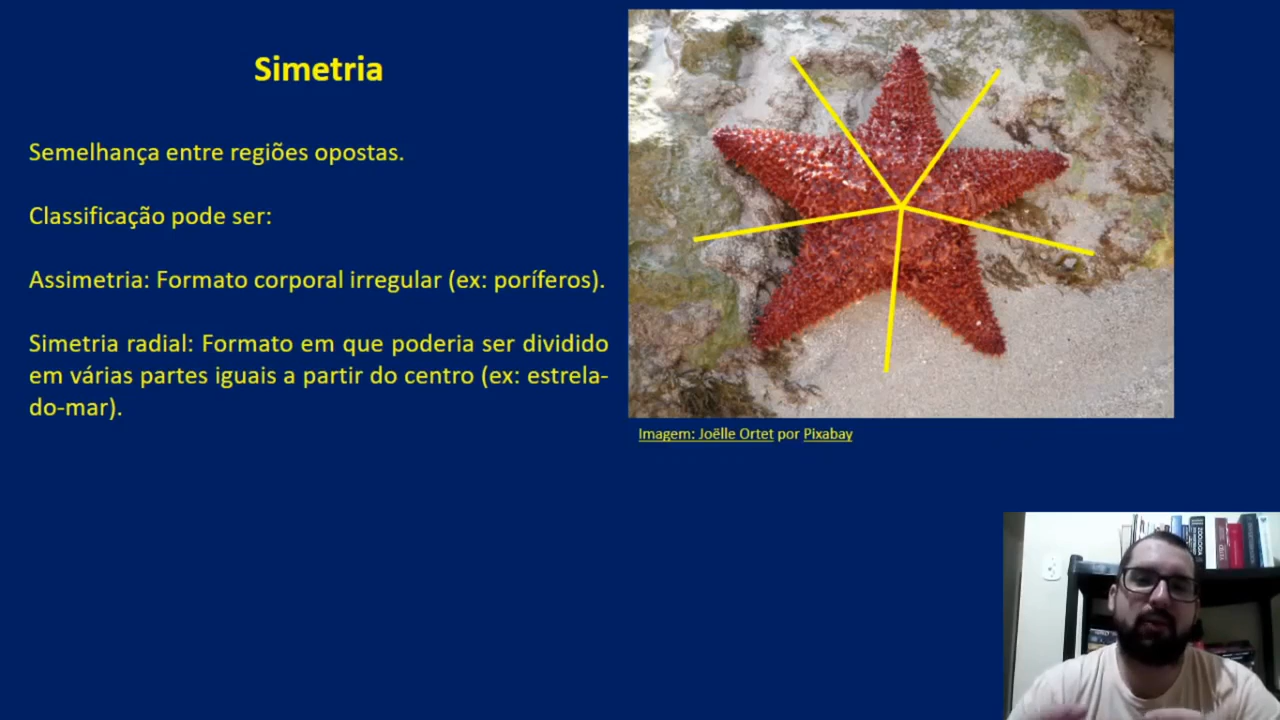 Simetria
Semelhança entre regiões opostas.
Classificação pode ser:
Assimetria: Formato corporal irregular (ex: poríferos).
Simetria radial: Formato em que poderia ser dividido
em várias partes iguais a partir do centro (ex: estrela-
do-mar).
Imagem: Joëlle Ortet por Pixabay
ZOOLOGIA